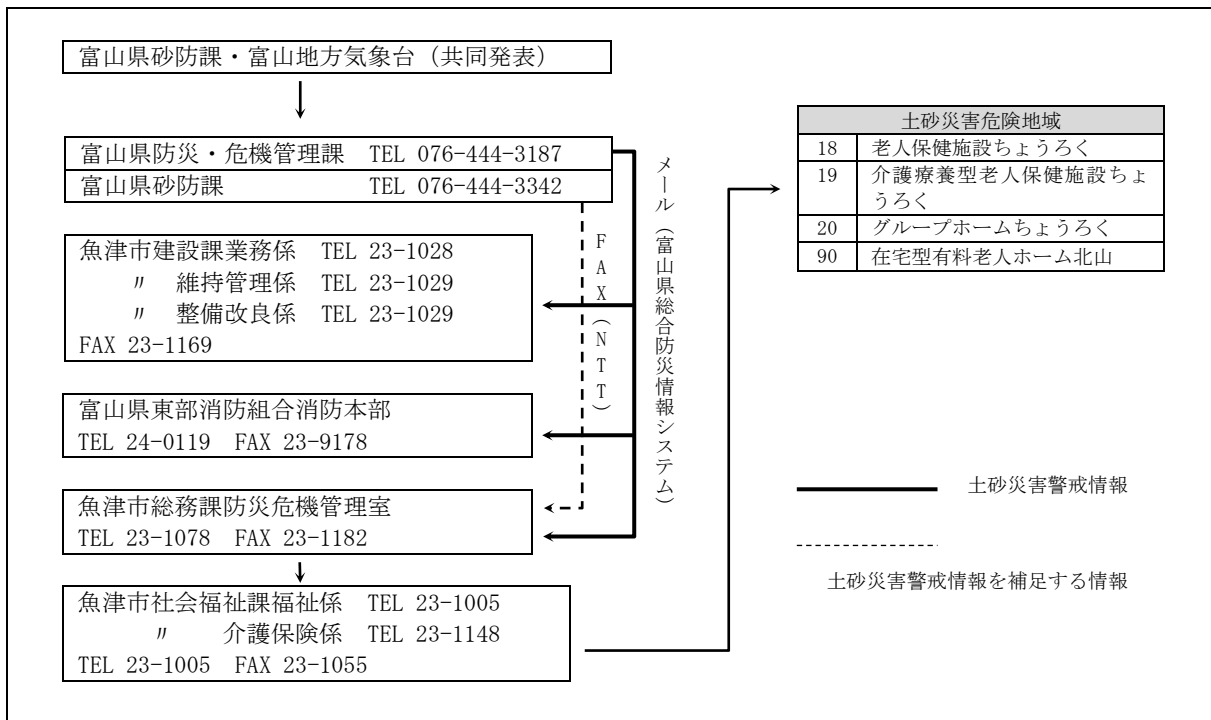 富山県砂防課・富山地方気象台（共同発表）
富山県防災・危機管理課　TEL 076-444-3187
富山県砂防課　TEL 076-444-3342
魚津市建設課業務係　TEL 23-1028
〃　維持管理係　TEL 23-1029
〃　整備改良係　TEL 23-1029
FAX 23-1169
富山県東部消防組合消防本部
TEL 24-0119　FAX 23-9178
魚津市総務課防災危機管理室
TEL 23-1078　FAX 23-1182
魚津市社会福祉課福祉係　TEL 23-1005
〃　介護保険係　TEL 23-1148
TEL 23-1005　FAX 23-1055
FAX（NTT）
メール（富山県総合防災情報システム）
土砂災害危険地域
18　老人保健施設ちょうろく
19　介護療養型老人保健施設ちょ
うろく
20　グループホームちょうろく
90　在宅型有料老人ホーム北山
土砂災害警戒情報
土砂災害警戒情報を補足する情報